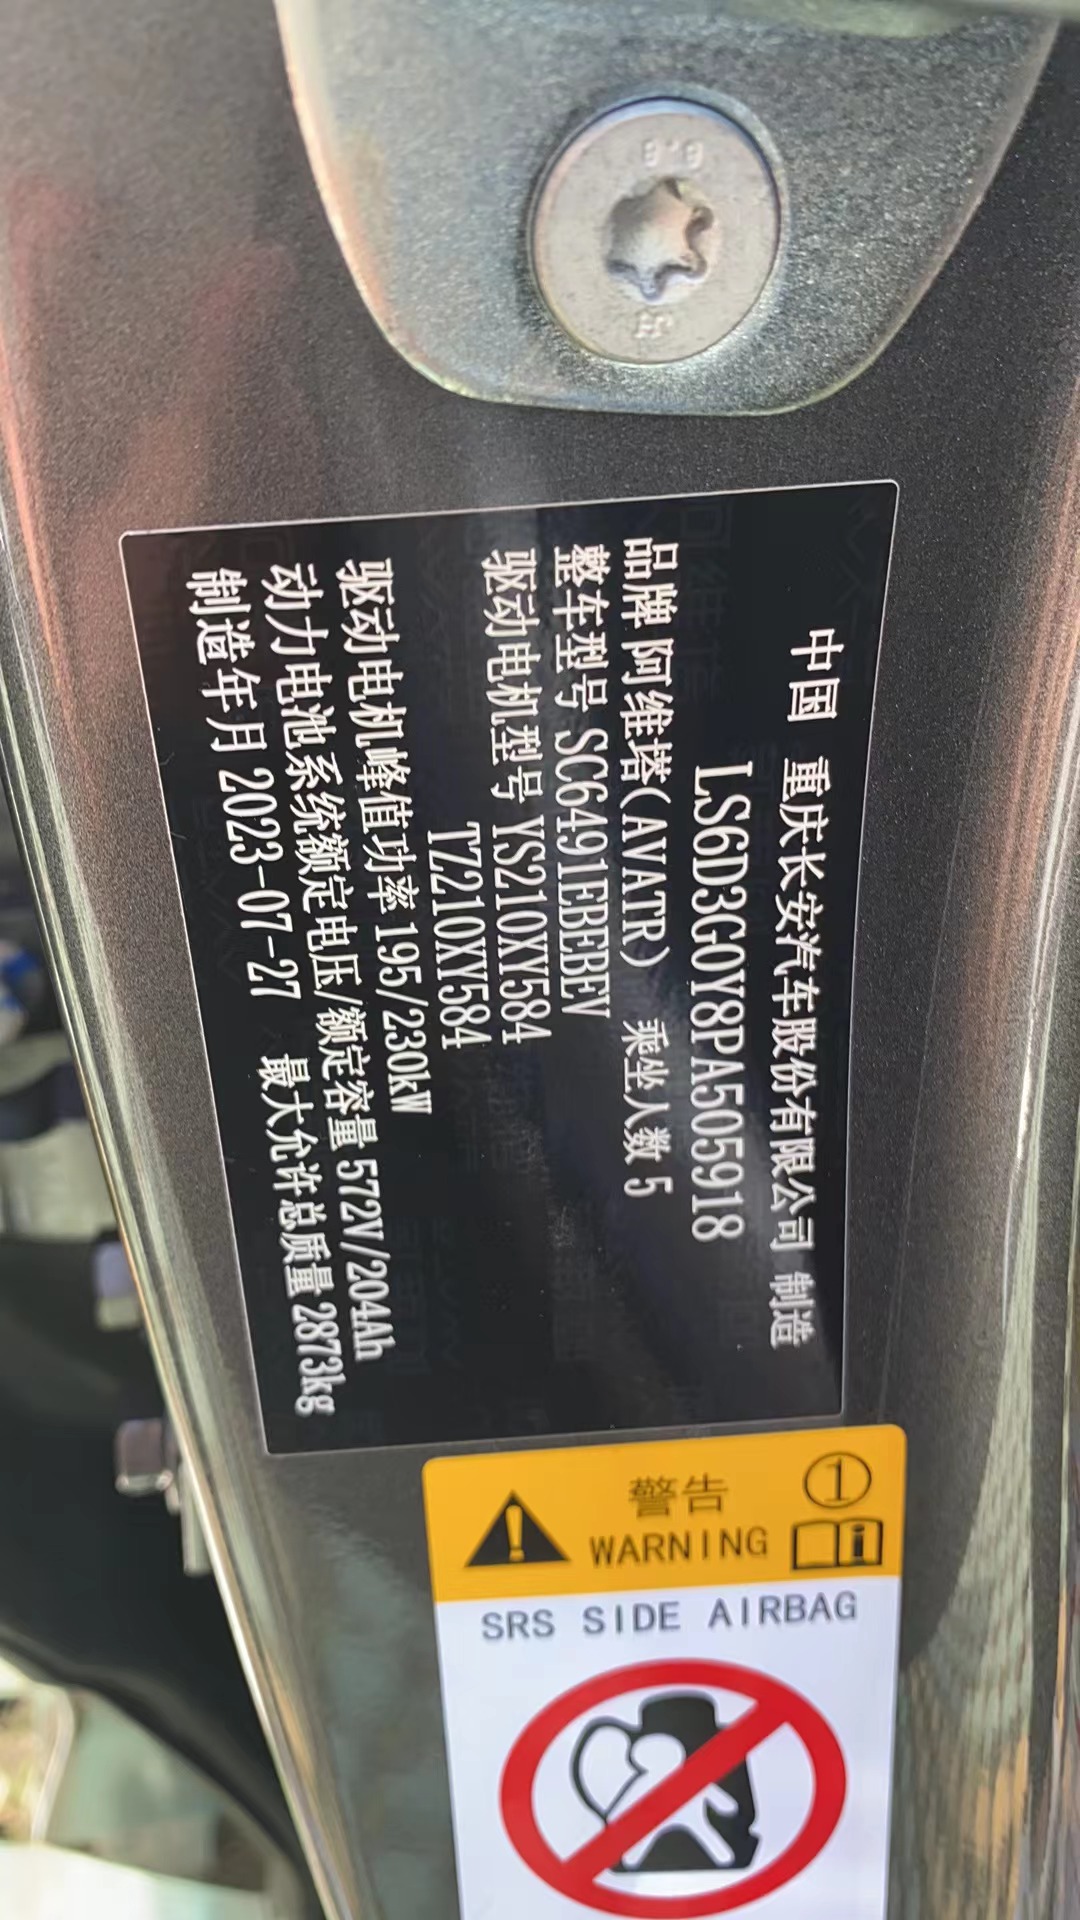 8.8
中国 重庆长安汽车股份有限公司 制造
LS6D3G0Y8PA505918
品牌 阿维塔(AVATR) 乘坐人数 5
整车型号 SC6491EBEBEV
驱动电机型号 YS210XY584
TZ210XY584
驱动电机峰值功率 195/230kW
动力电池系统额定电压/额定容量 572V/204Ah
制造年月 2023-07-27 最大允许总质量 2873kg
警告 ①
WARNING
SRS SIDE AIRBAG